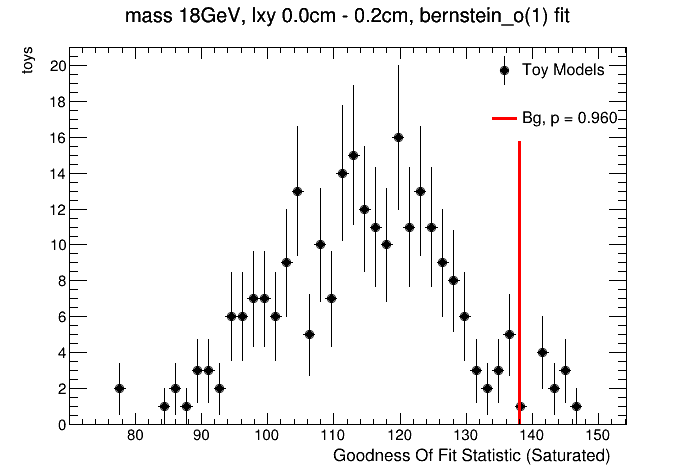 mass 18GeV, lxy 0.0cm - 0.2cm, bernstein_o(1) fit
toys
20
18
16
14
12
10
8
6
4
2
0
Toy Models
Bg, p = 0.960
80 90 100 110 120 130 140 150
Goodness Of Fit Statistic (Saturated)